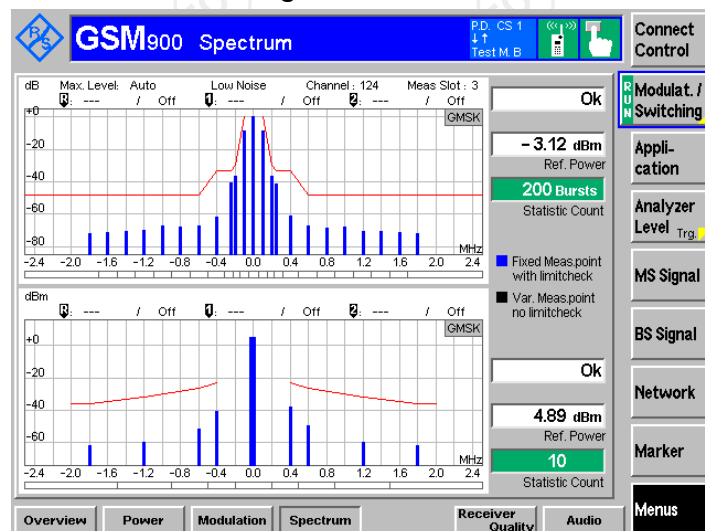 R&S
GSM900 Spectrum
P.D. CS 1
Test M. B
Connect Control
dB Max. Level: Auto Low Noise Channel : 124 Meas Slot : 3
R: --- / Off 1: --- / Off 2: --- / Off
GMSK
+0
-20
-40
-60
-80
MHz
-2.4 -2.0 -1.6 -1.2 -0.8 -0.4 0.0 0.4 0.8 1.2 1.6 2.0 2.4
Ok
-3.12 dBm
Ref. Power
200 Bursts
Statistic Count
Fixed Meas.point
with limitcheck
Var. Meas.point
no limitcheck
dBm
R: --- / Off 1: --- / Off 2: --- / Off
GMSK
+0
-20
-40
-60
MHz
-2.4 -2.0 -1.6 -1.2 -0.8 -0.4 0.0 0.4 0.8 1.2 1.6 2.0 2.4
Ok
4.89 dBm
Ref. Power
10
Statistic Count
RUN
Modulat. /
Switching
Appli-
cation
Analyzer
Level Trg.
MS Signal
BS Signal
Network
Marker
Menus
Overview Power Modulation Spectrum Receiver Quality Audio